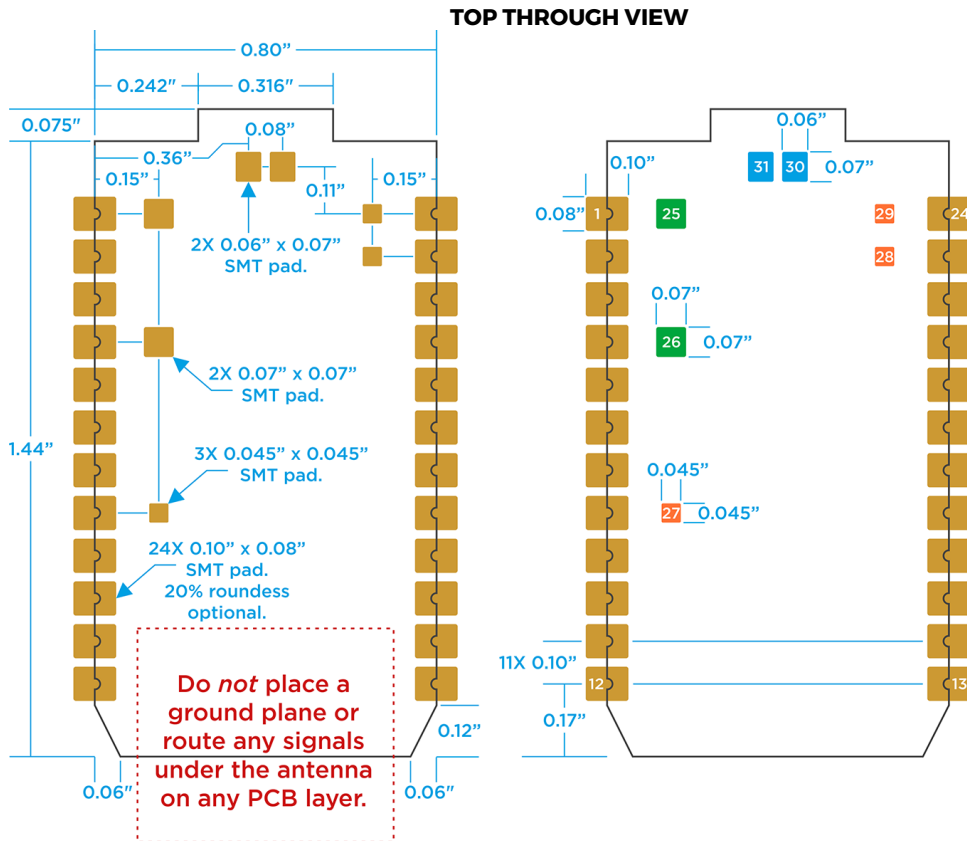 TOP THROUGH VIEW
0.80”
0.242"
0.316”
0.075"
0.08”
0.36”
0.15”
0.11”
0.15”
2X 0.06” x 0.07”
SMT pad.
2X 0.07” x 0.07”
SMT pad.
1.44”
3X 0.045” x 0.045”
SMT pad.
24X 0.10” x 0.08”
SMT pad.
20% roundess
optional.
Do not place a
ground plane or
route any signals
under the antenna
on any PCB layer.
0.12”
0.06"
0.06"
0.06”
31
30
0.07”
0.10”
0.08”
1
25
29
24
28
0.07”
26
0.07”
0.045”
27
0.045”
11X 0.10”
12
13
0.17”